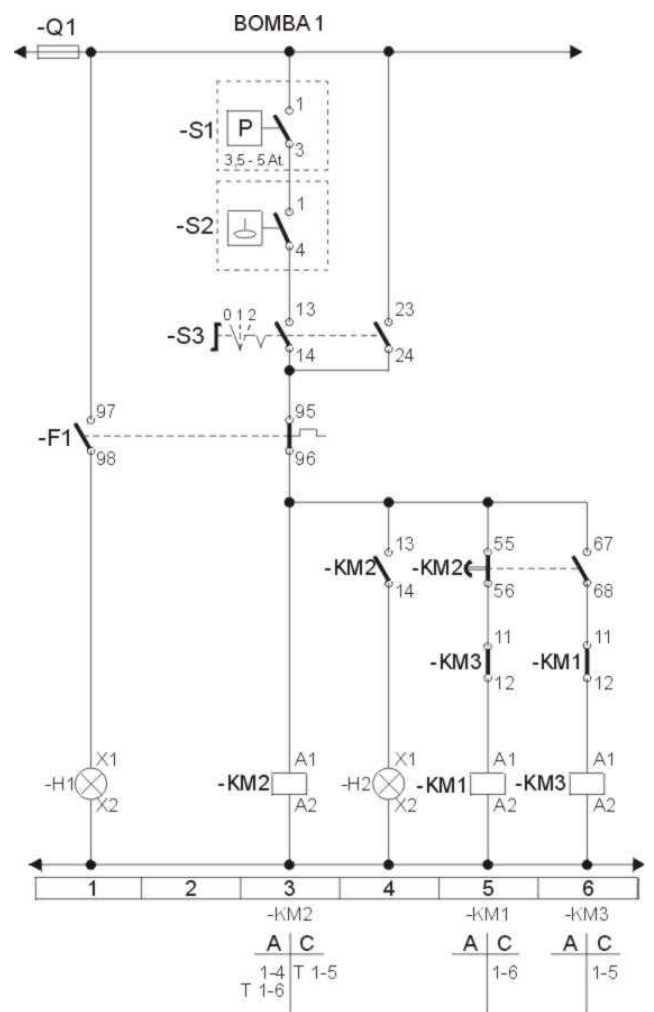 -Q1 BOMBA 1
1
-S1 P
3
3,5 - 5 At.
1
-S2
4
0 1 2 13 23
-S3
14 24
97 95
-F1
98 96
13 55 67
-KM2 -KM2
14 56 68
11 11
-KM3 -KM1
12 12
X1 A1 X1 A1 A1
-H1 -KM2 -H2 -KM1 -KM3
X2 A2 X2 A2 A2
1 2 3 4 5 6
-KM2 -KM1 -KM3
A C A C A C
1-4 T 1-5 1-6 1-5
T 1-6